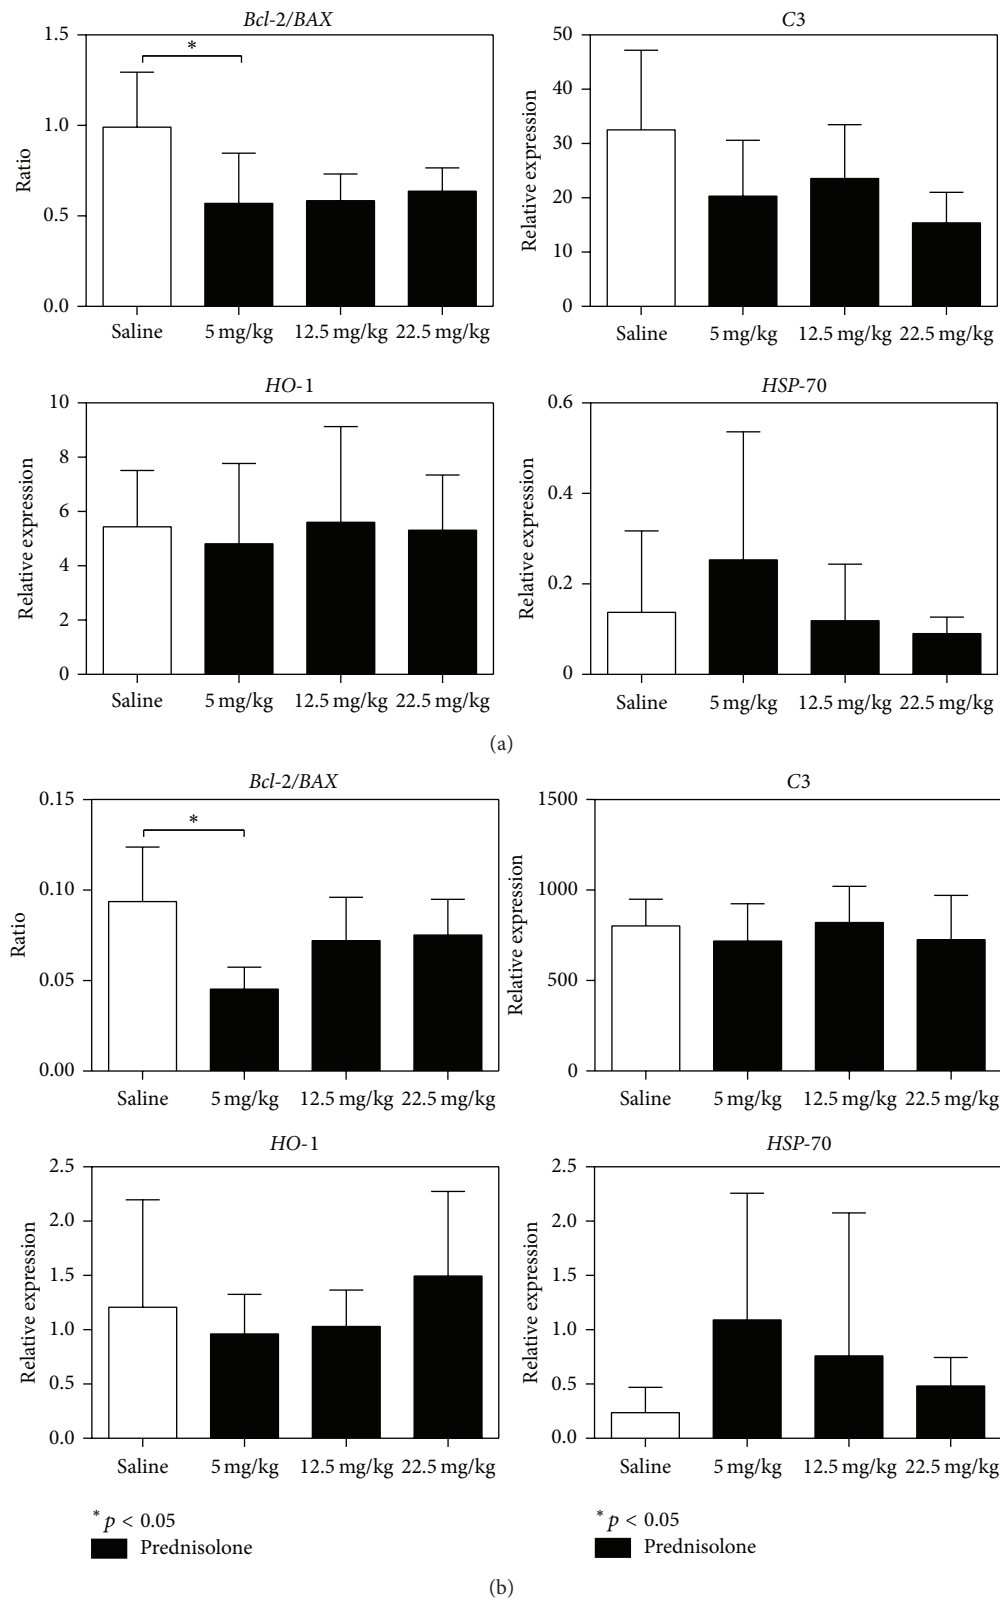 Bcl-2/BAX
*
Ratio
1.5
1.0
0.5
0.0
Saline 5 mg/kg 12.5 mg/kg 22.5 mg/kg
C3
Relative expression
50
40
30
20
10
0
Saline 5 mg/kg 12.5 mg/kg 22.5 mg/kg
HO-1
Relative expression
10
8
6
4
2
0
Saline 5 mg/kg 12.5 mg/kg 22.5 mg/kg
HSP-70
Relative expression
0.6
0.4
0.2
0
Saline 5 mg/kg 12.5 mg/kg 22.5 mg/kg
(a)
Bcl-2/BAX
*
Ratio
0.15
0.10
0.05
0.00
Saline 5 mg/kg 12.5 mg/kg 22.5 mg/kg
C3
Relative expression
1500
1000
500
0
Saline 5 mg/kg 12.5 mg/kg 22.5 mg/kg
HO-1
Relative expression
2.5
2.0
1.5
1.0
0.5
0.0
Saline 5 mg/kg 12.5 mg/kg 22.5 mg/kg
HSP-70
Relative expression
2.5
2.0
1.5
1.0
0.5
0.0
Saline 5 mg/kg 12.5 mg/kg 22.5 mg/kg
* p < 0.05
Prednisolone
* p < 0.05
Prednisolone
(b)